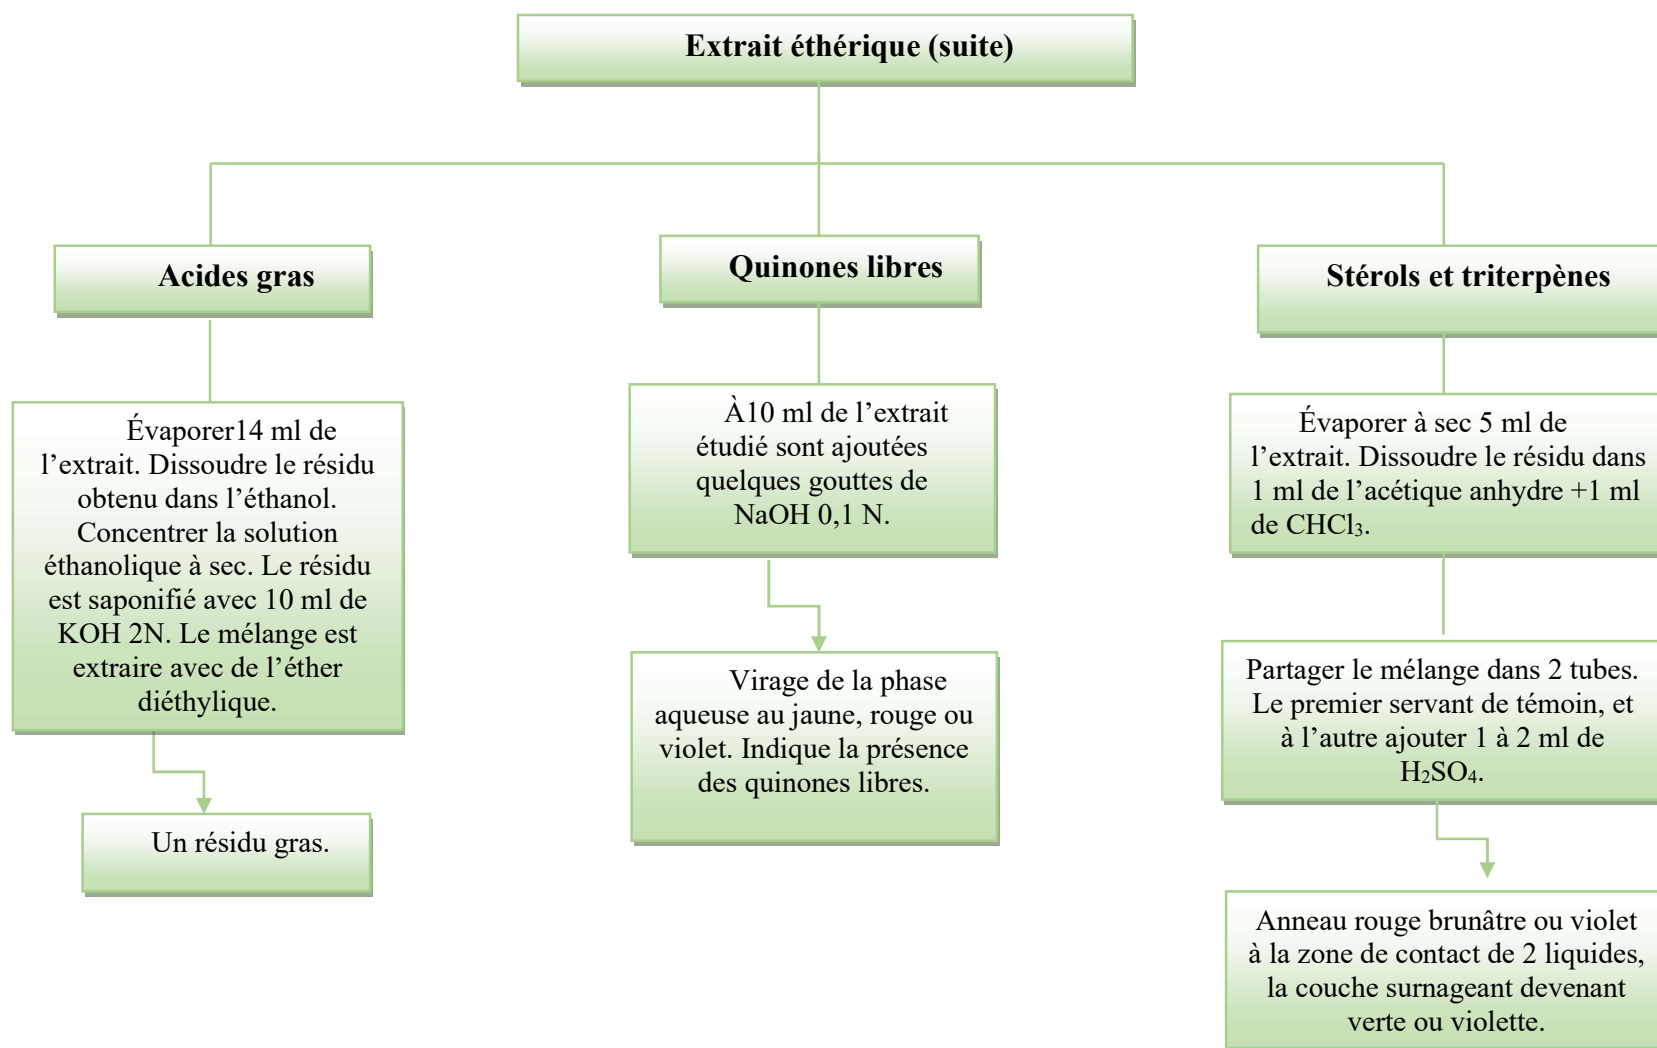 Extrait éthérique (suite)
Acides gras
Évaporer14 ml de
l’extrait. Dissoudre le résidu
obtenu dans l’éthanol.
Concentrer la solution
éthanolique à sec. Le résidu
est saponifié avec 10 ml de
KOH 2N. Le mélange est
extraire avec de l’éther
diéthylique.
Un résidu gras.
Quinones libres
À10 ml de l’extrait
étudié sont ajoutées
quelques gouttes de
NaOH 0,1 N.
Virage de la phase
aqueuse au jaune, rouge ou
violet. Indique la présence
des quinones libres.
Stérols et triterpènes
Évaporer à sec 5 ml de
l’extrait. Dissoudre le résidu dans
1 ml de l’acétique anhydre +1 ml
de CHCl₃.
Partager le mélange dans 2 tubes.
Le premier servant de témoin, et
à l’autre ajouter 1 à 2 ml de
H₂SO₄.
Anneau rouge brunâtre ou violet
à la zone de contact de 2 liquides,
la couche surnageant devenant
verte ou violette.